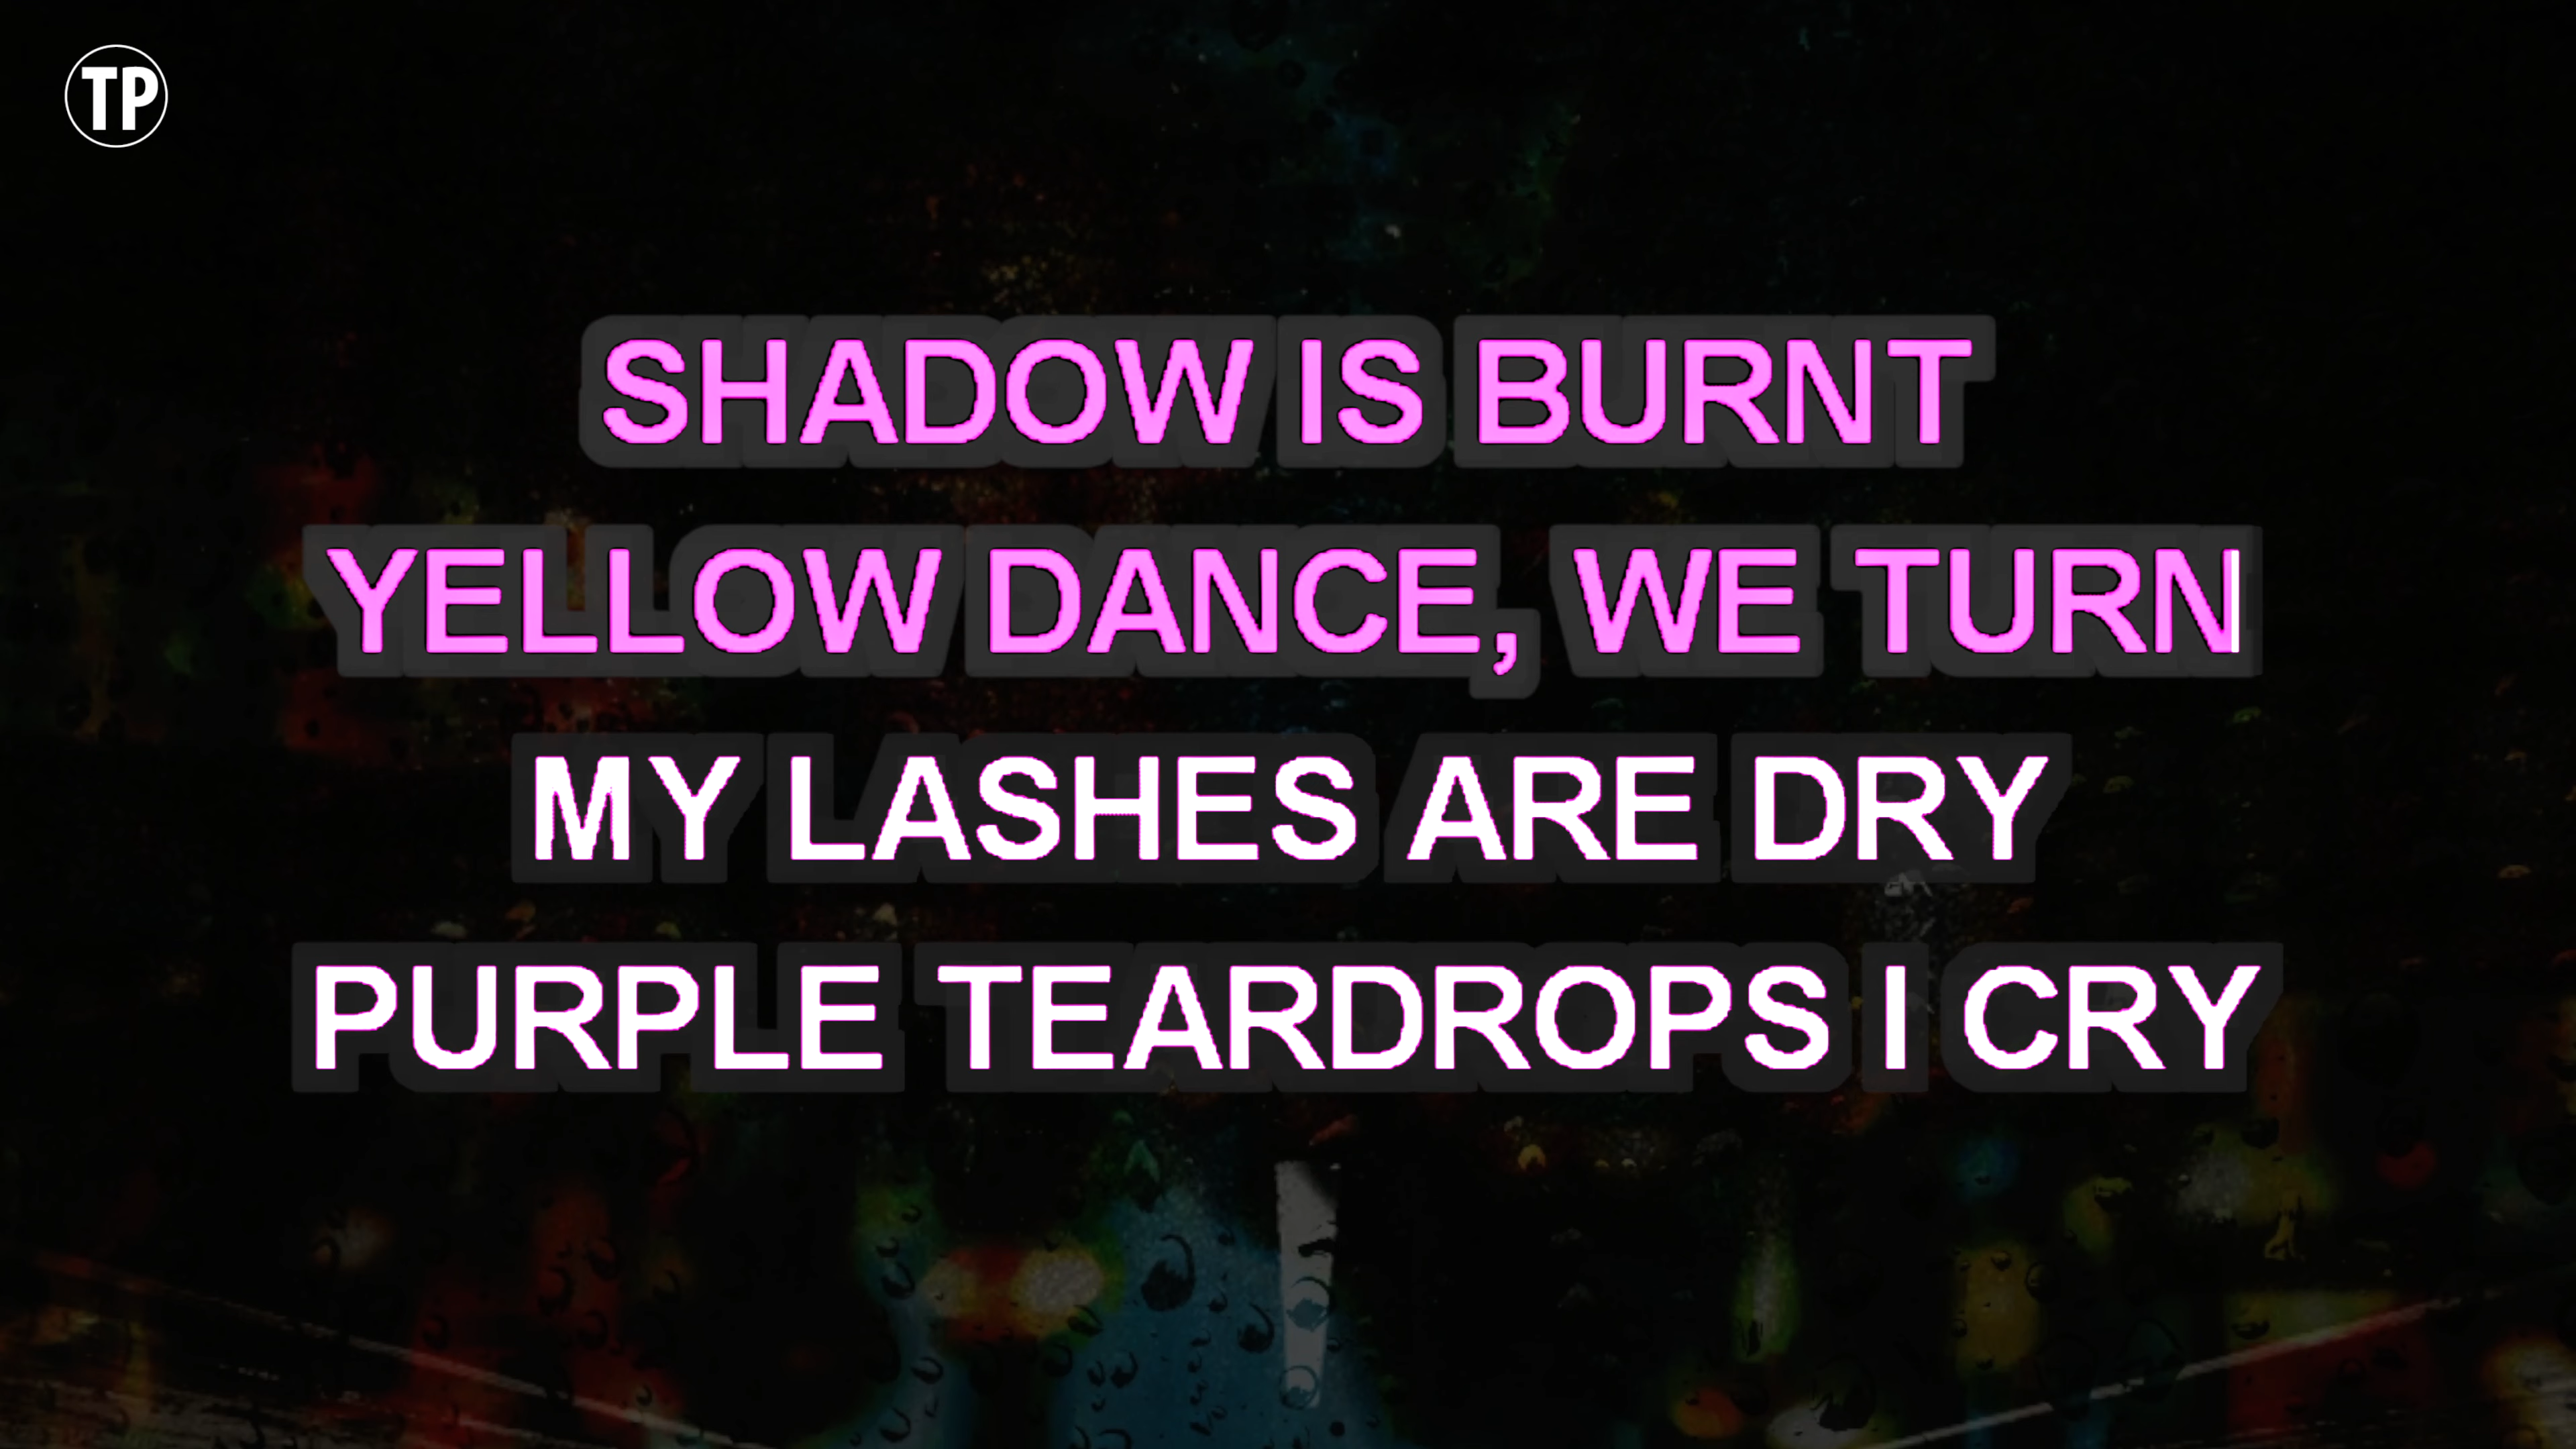 TP
SHADOW IS BURNT
YELLOW DANCE, WE TURN
MY LASHES ARE DRY
PURPLE TEARDROPS I CRY